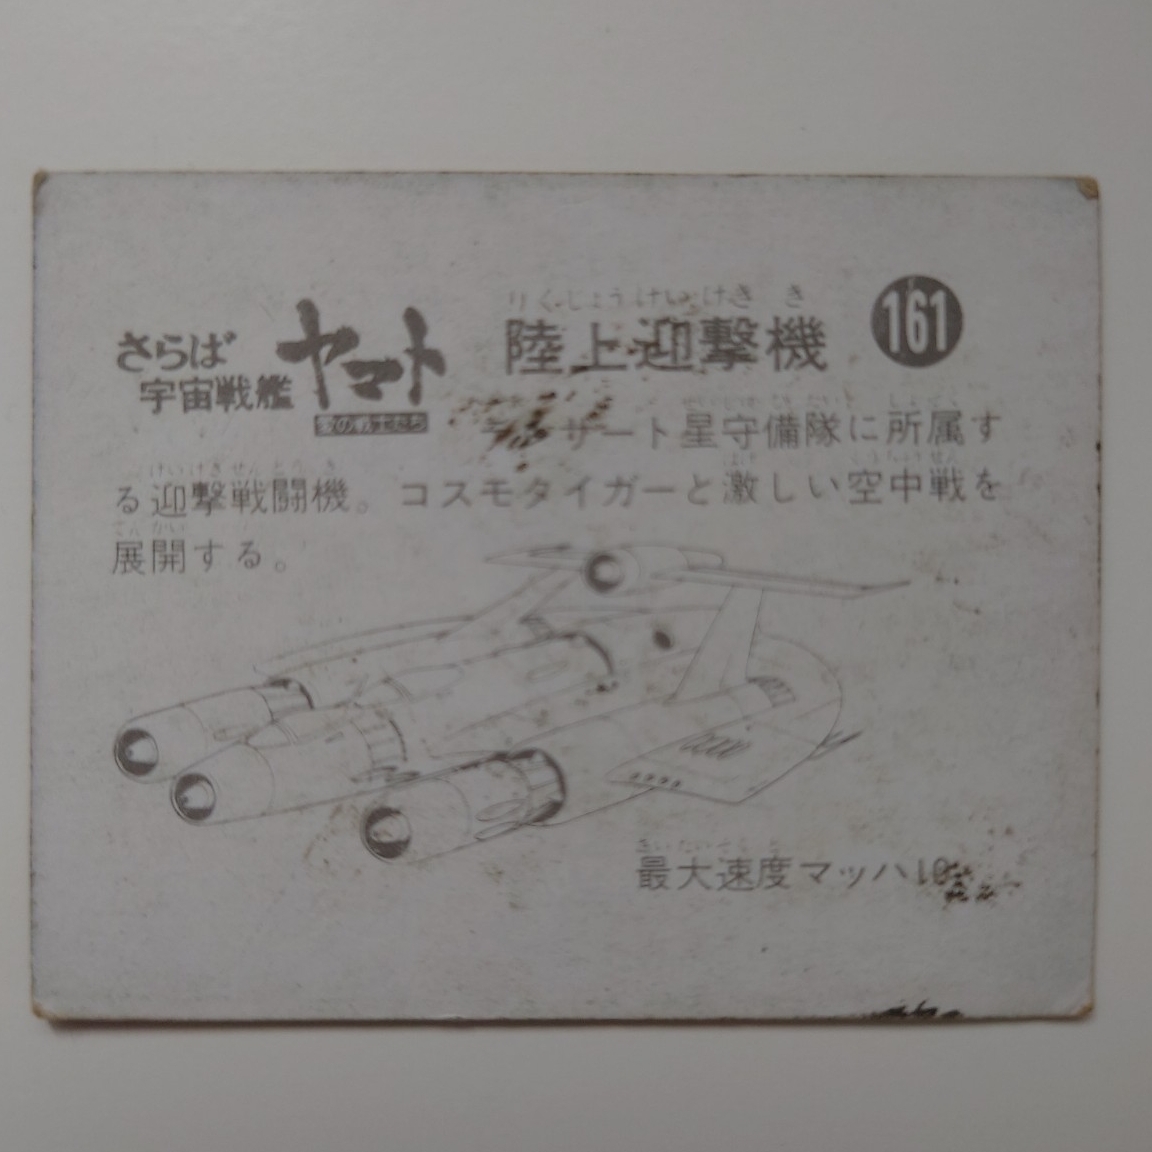 さらば
宇宙戦艦
ヤマト
愛の戦士たち
りくじょうげいげきき
陸上迎撃機
161
サート星守備隊に所属す
る迎撃戦闘機。コスモタイガーと激しい空中戦を
展開する。
最大速度マッハ10